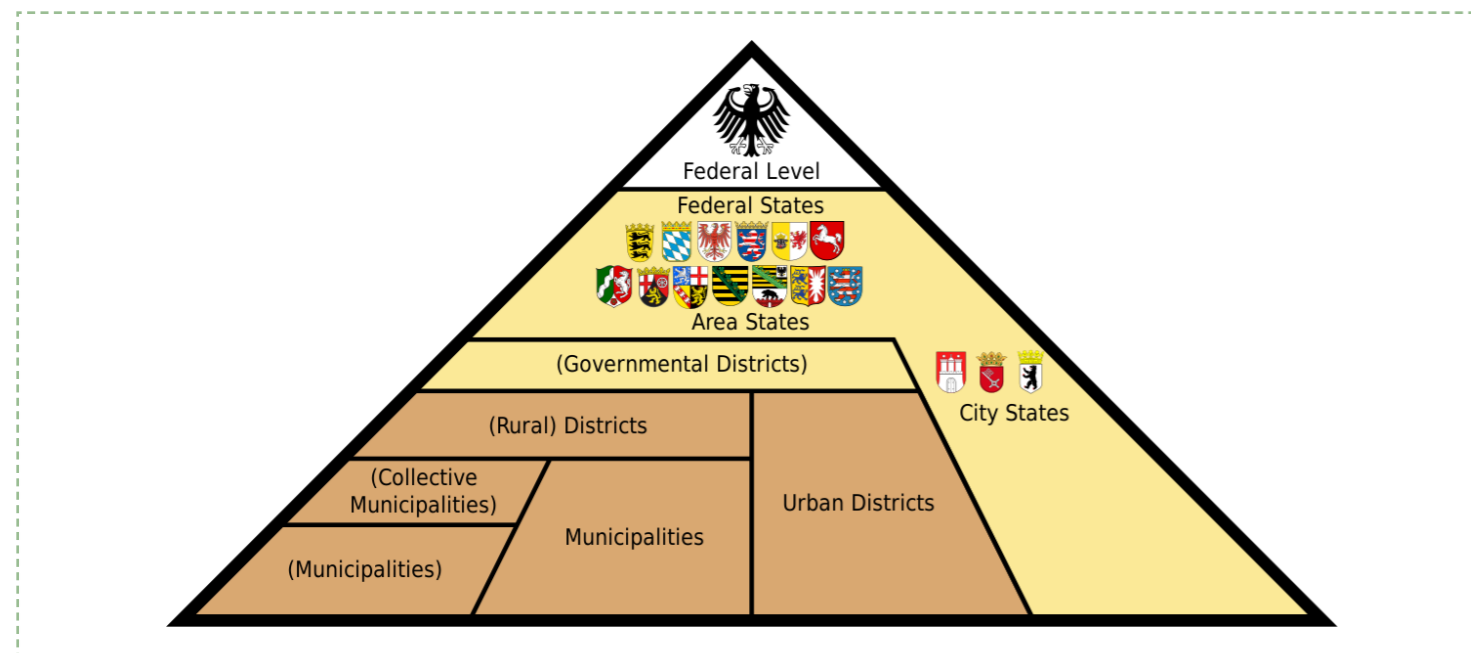 Federal Level
Federal States
Area States
(Governmental Districts)
City States
(Rural) Districts
(Collective
Municipalities)
Urban Districts
Municipalities
(Municipalities)